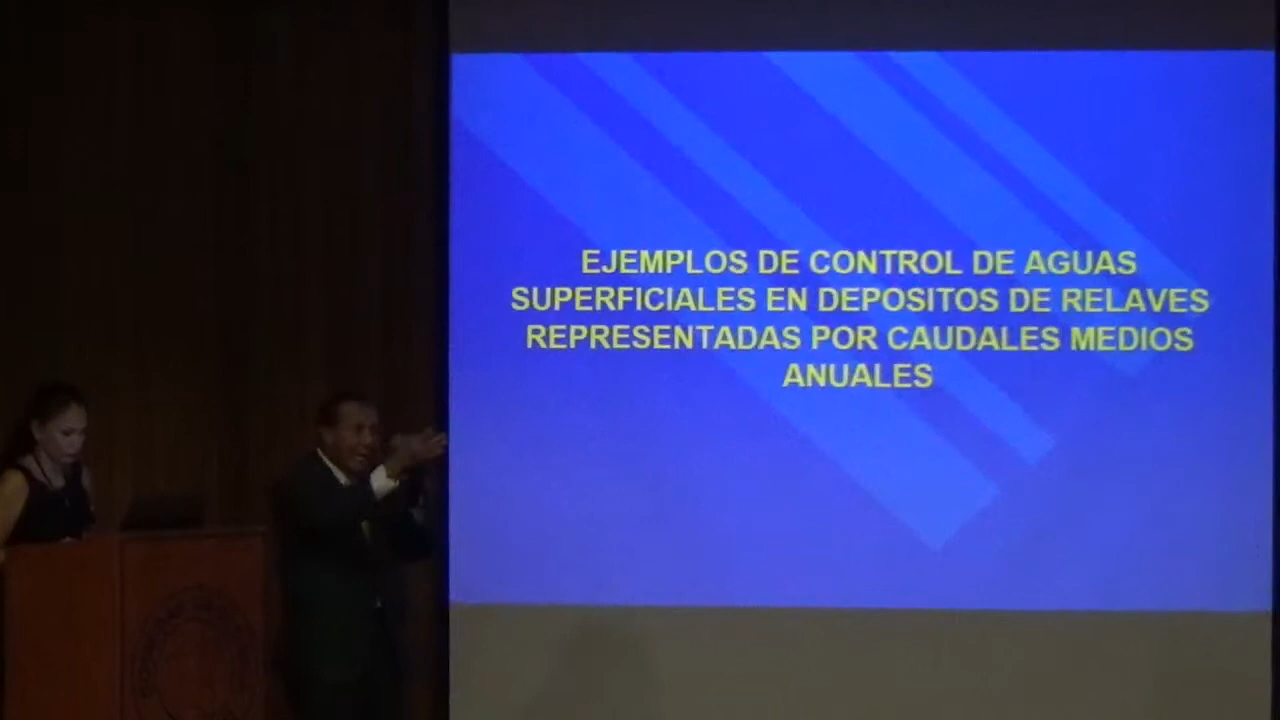 EJEMPLOS DE CONTROL DE AGUAS
SUPERFICIALES EN DEPOSITOS DE RELAVES
REPRESENTADAS POR CAUDALES MEDIOS
ANUALES